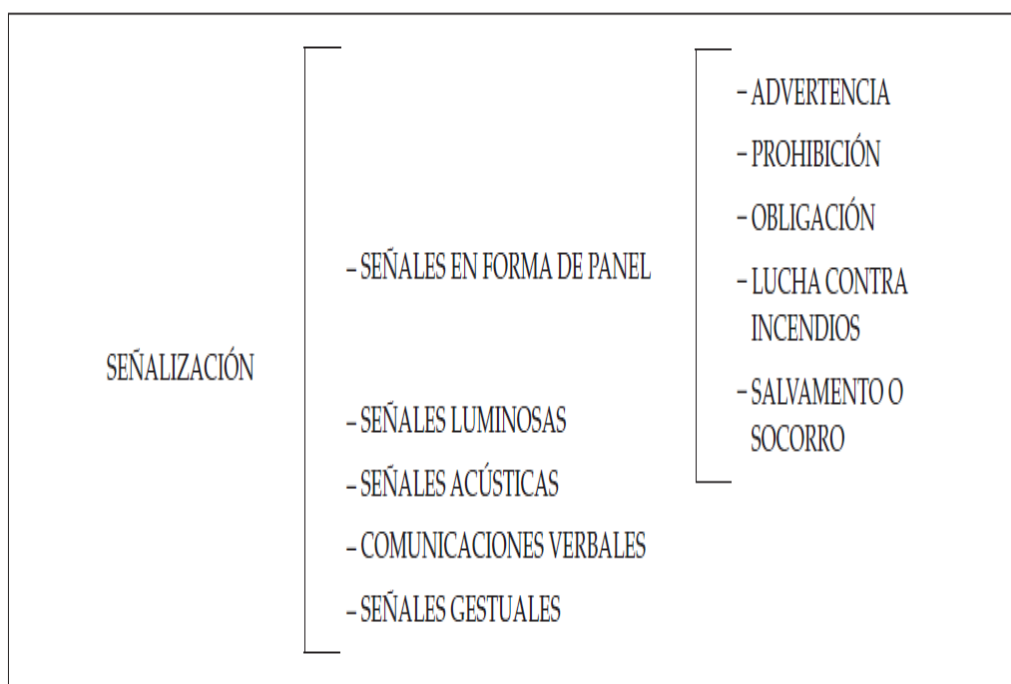 SEÑALIZACIÓN
– SEÑALES EN FORMA DE PANEL
– ADVERTENCIA
– PROHIBICIÓN
– OBLIGACIÓN
– LUCHA CONTRA
INCENDIOS
– SALVAMENTO O
SOCORRO
– SEÑALES LUMINOSAS
– SEÑALES ACÚSTICAS
– COMUNICACIONES VERBALES
– SEÑALES GESTUALES